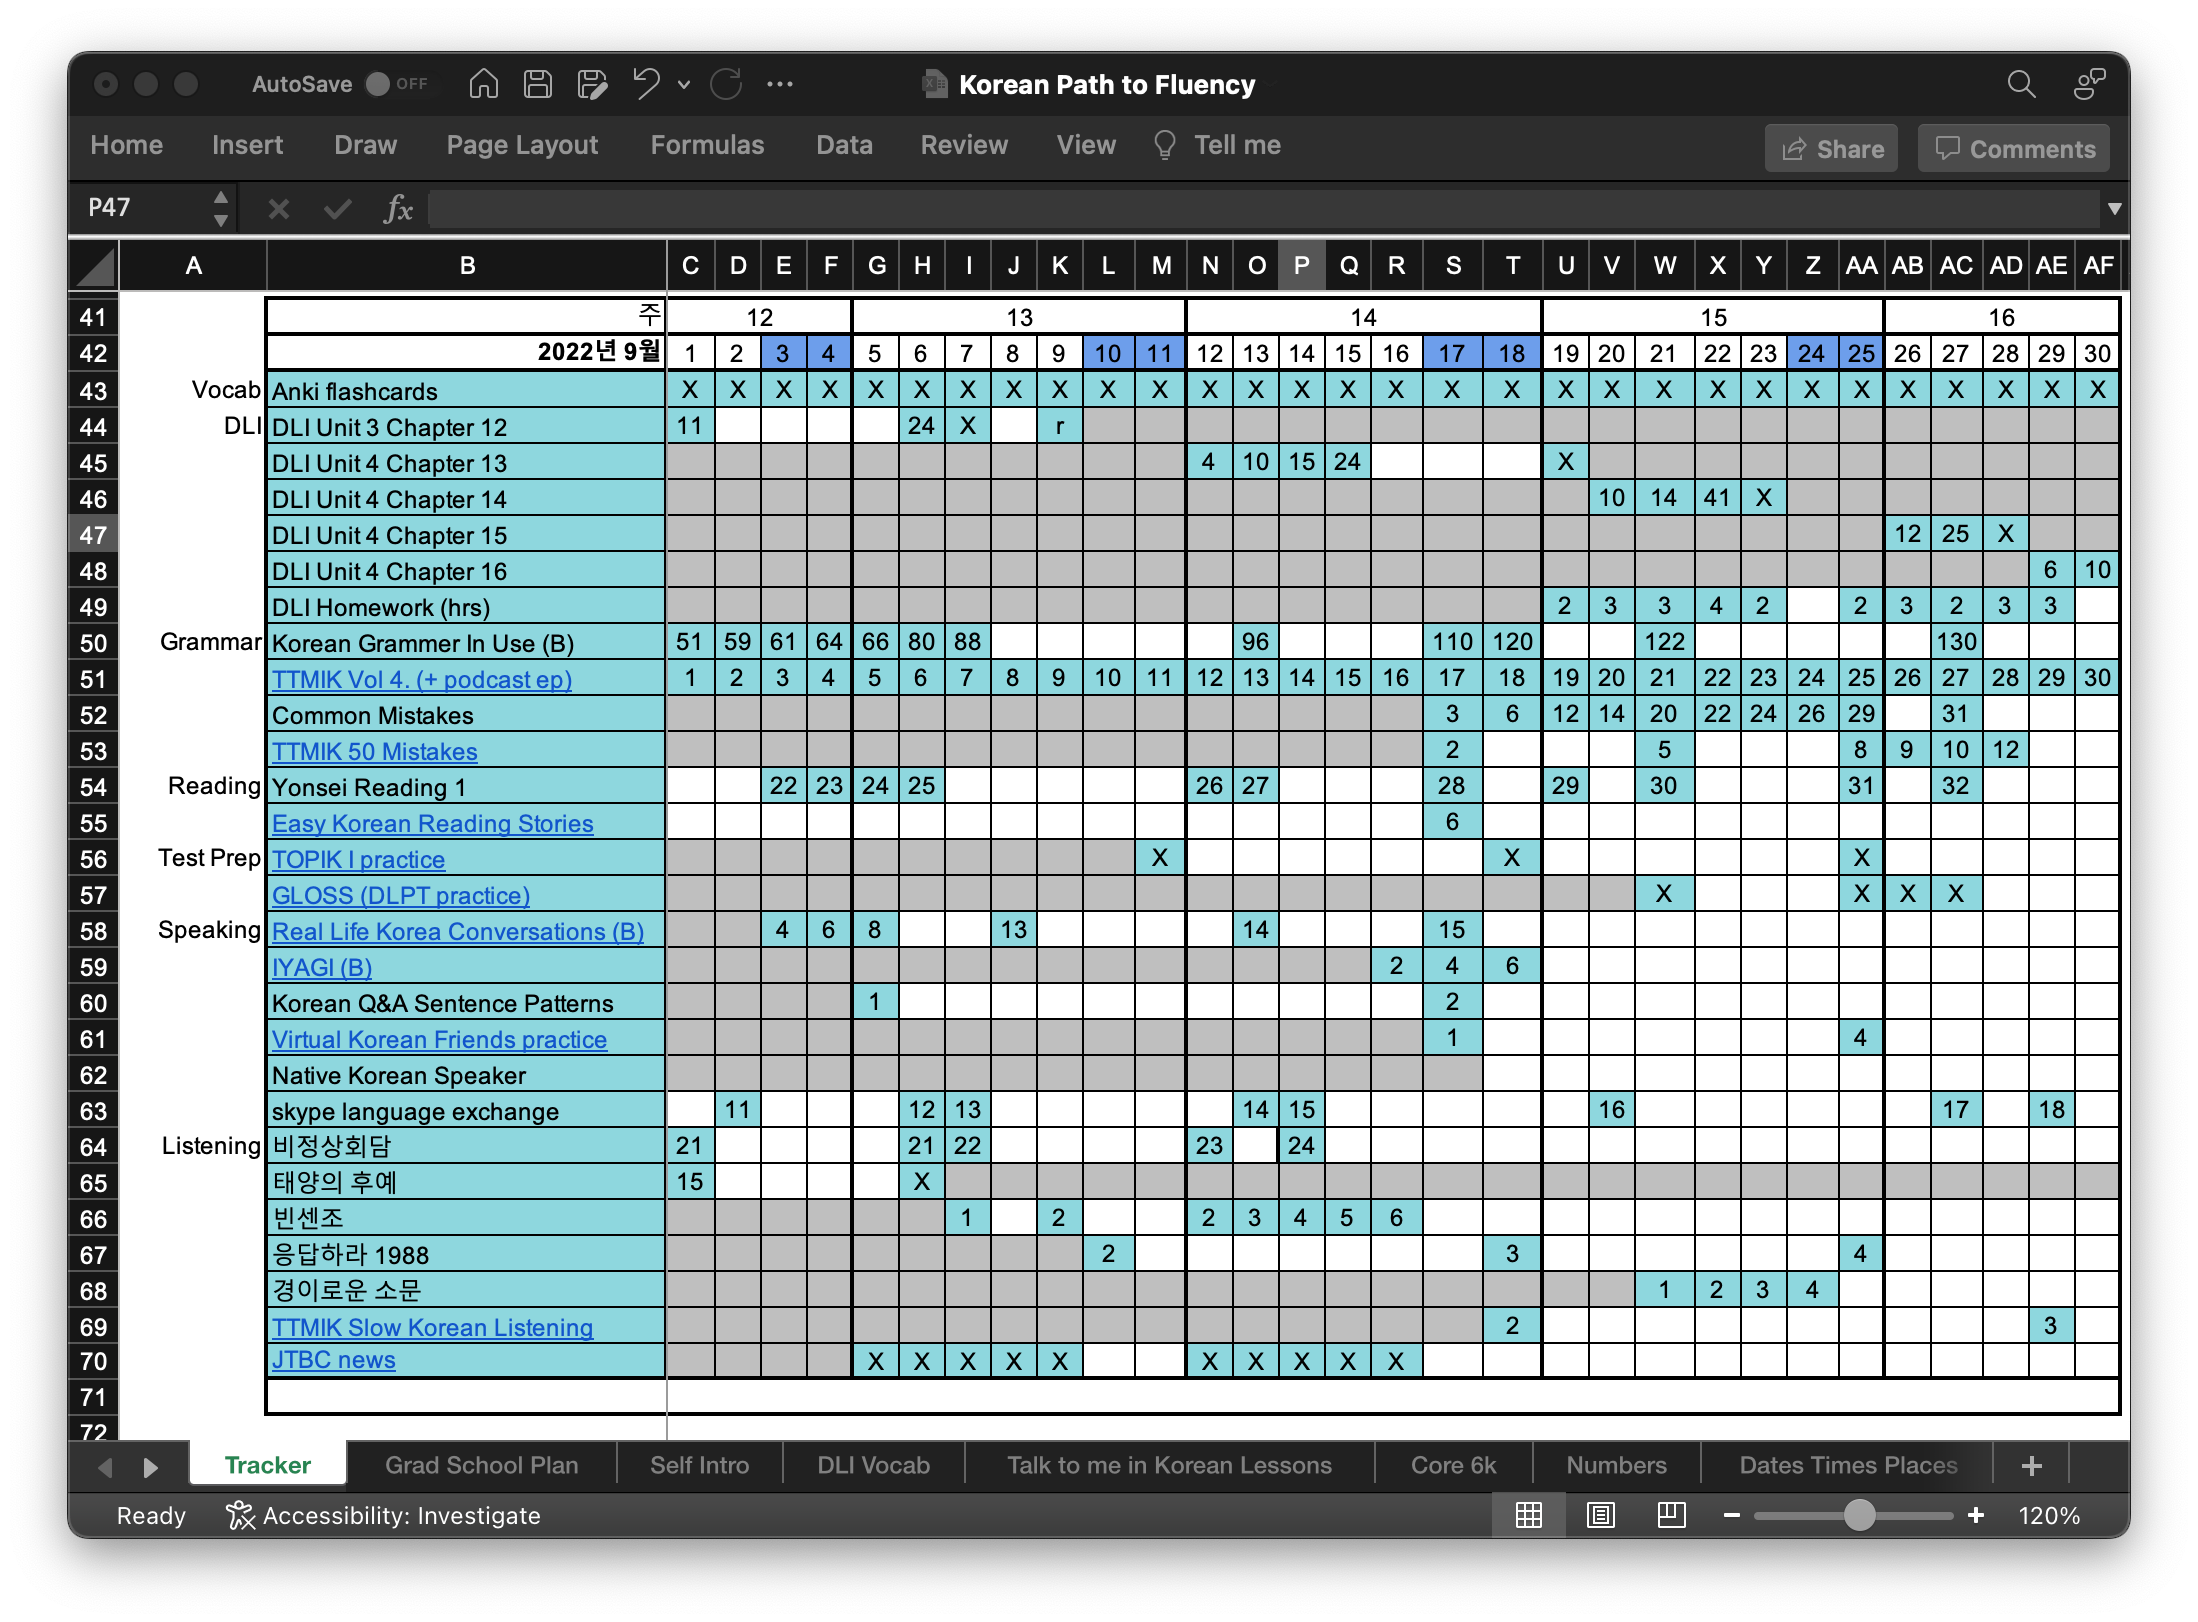 AutoSave OFF Korean Path to Fluency
Home Insert Draw Page Layout Formulas Data Review View Tell me Share Comments
P47 fx
A B C D E F G H I J K L M N O P Q R S T U V W X Y Z AA AB AC AD AE AF
41 주 12 13 14 15 16
42 2022년 9월 1 2 3 4 5 6 7 8 9 10 11 12 13 14 15 16 17 18 19 20 21 22 23 24 25 26 27 28 29 30
43 Vocab Anki flashcards X X X X X X X X X X X X X X X X X X X X X X X X X X X X X X
44 DLI DLI Unit 3 Chapter 12 11 24 X r
45 DLI Unit 4 Chapter 13 4 10 15 24 X
46 DLI Unit 4 Chapter 14 10 14 41 X
47 DLI Unit 4 Chapter 15 12 25 X
48 DLI Unit 4 Chapter 16 6 10
49 DLI Homework (hrs) 2 3 3 4 2 2 3 2 3 3
50 Grammar Korean Grammer In Use (B) 51 59 61 64 66 80 88 96 110 120 122 130
51 TTMIK Vol 4. (+ podcast ep) 1 2 3 4 5 6 7 8 9 10 11 12 13 14 15 16 17 18 19 20 21 22 23 24 25 26 27 28 29 30
52 Common Mistakes 3 6 12 14 20 22 24 26 29 31
53 TTMIK 50 Mistakes 2 5 8 9 10 12
54 Reading Yonsei Reading 1 22 23 24 25 26 27 28 29 30 31 32
55 Easy Korean Reading Stories 6
56 Test Prep TOPIK I practice X X X
57 GLOSS (DLPT practice) X X X X
58 Speaking Real Life Korea Conversations (B) 4 6 8 13 14 15
59 IYAGI (B) 2 4 6
60 Korean Q&A Sentence Patterns 1 2
61 Virtual Korean Friends practice 1 4
62 Native Korean Speaker
63 skype language exchange 11 12 13 14 15 16 17 18
64 Listening 비정상회담 21 21 22 23 24
65 태양의 후예 15 X
66 빈센조 1 2 2 3 4 5 6
67 응답하라 1988 2 3 4
68 경이로운 소문 1 2 3 4
69 TTMIK Slow Korean Listening 2 3
70 JTBC news X X X X X X X X X X
71
72
Tracker Grad School Plan Self Intro DLI Vocab Talk to me in Korean Lessons Core 6k Numbers Dates Times Places
Ready Accessibility: Investigate 120%